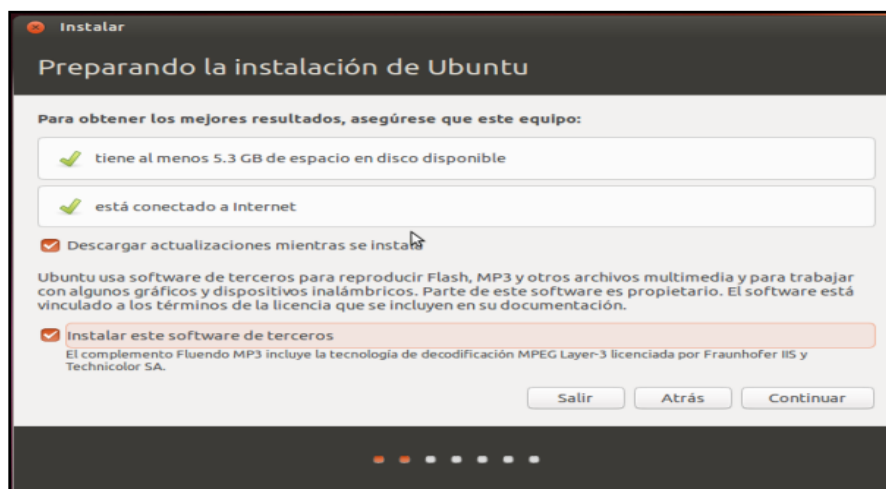 Instalar
Preparando la instalación de Ubuntu
Para obtener los mejores resultados, asegúrese que este equipo:
tiene al menos 5.3 GB de espacio en disco disponible
está conectado a Internet
Descargar actualizaciones mientras se instala
Ubuntu usa software de terceros para reproducir Flash, MP3 y otros archivos multimedia y para trabajar
con algunos gráficos y dispositivos inalámbricos. Parte de este software es propietario. El software está
vinculado a los términos de la licencia que se incluyen en su documentación.
Instalar este software de terceros
El complemento Fluendo MP3 incluye la tecnología de decodificación MPEG Layer-3 licenciada por Fraunhofer IIS y
Technicolor SA.
Salir Atrás Continuar